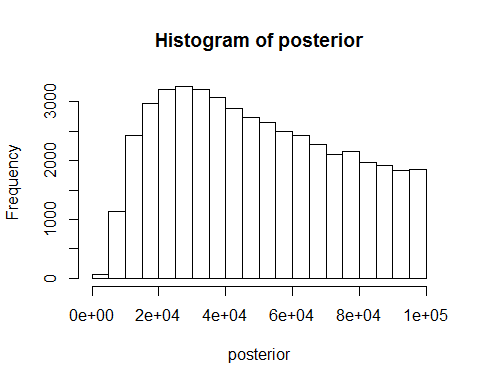 Histogram of posterior
Frequency
3000
2000
1000
0
0e+00 2e+04 4e+04 6e+04 8e+04 1e+05
posterior